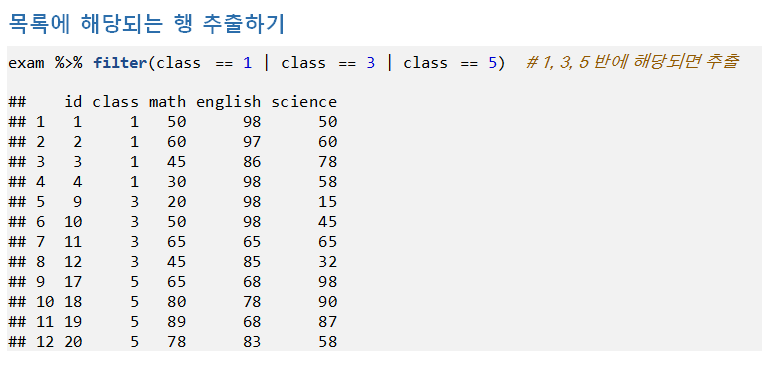 목록에 해당되는 행 추출하기
exam %>% filter(class == 1 | class == 3 | class == 5)  # 1, 3, 5 반에 해당되면 추출
##    id class math english science
## 1   1     1   50      98      50
## 2   2     1   60      97      60
## 3   3     1   45      86      78
## 4   4     1   30      98      58
## 5   9     3   20      98      15
## 6  10     3   50      98      45
## 7  11     3   65      65      65
## 8  12     3   45      85      32
## 9  17     5   65      68      98
## 10 18     5   80      78      90
## 11 19     5   89      68      87
## 12 20     5   78      83      58